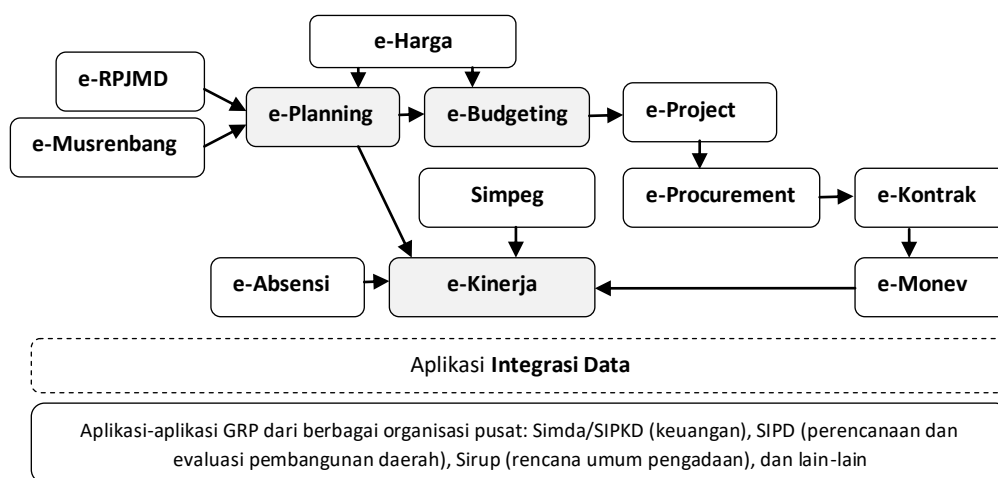 e-Harga
e-RPJMD
e-Planning
e-Budgeting
e-Project
e-Musrenbang
Simpeg
e-Procurement
e-Kontrak
e-Absensi
e-Kinerja
e-Monev
Aplikasi Integrasi Data
Aplikasi-aplikasi GRP dari berbagai organisasi pusat: Simda/SIPKD (keuangan), SIPD (perencanaan dan
evaluasi pembangunan daerah), Sirup (rencana umum pengadaan), dan lain-lain